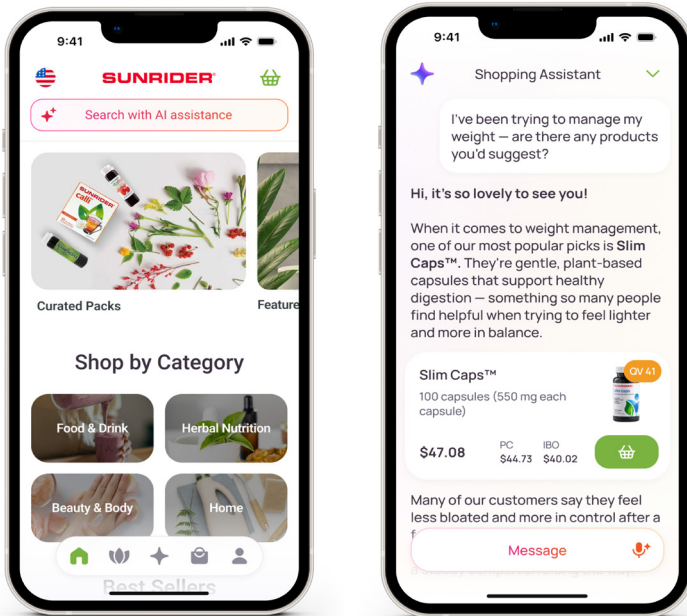 9:41
SUNRIDER
Search with AI assistance
SUNRIDER
calli
Curated Packs
Feature
Shop by Category
Food & Drink
Herbal Nutrition
Beauty & Body
Home
Best Sellers
9:41
Shopping Assistant
I've been trying to manage my
weight — are there any products
you'd suggest?
Hi, it's so lovely to see you!
When it comes to weight management,
one of our most popular picks is Slim
Caps™. They're gentle, plant-based
capsules that support healthy
digestion — something so many people
find helpful when trying to feel lighter
and more in balance.
Slim Caps™
QV 41
100 capsules (550 mg each
capsule)
$47.08
PC
$44.73
IBO
$40.02
Many of our customers say they feel
less bloated and more in control after a
Message